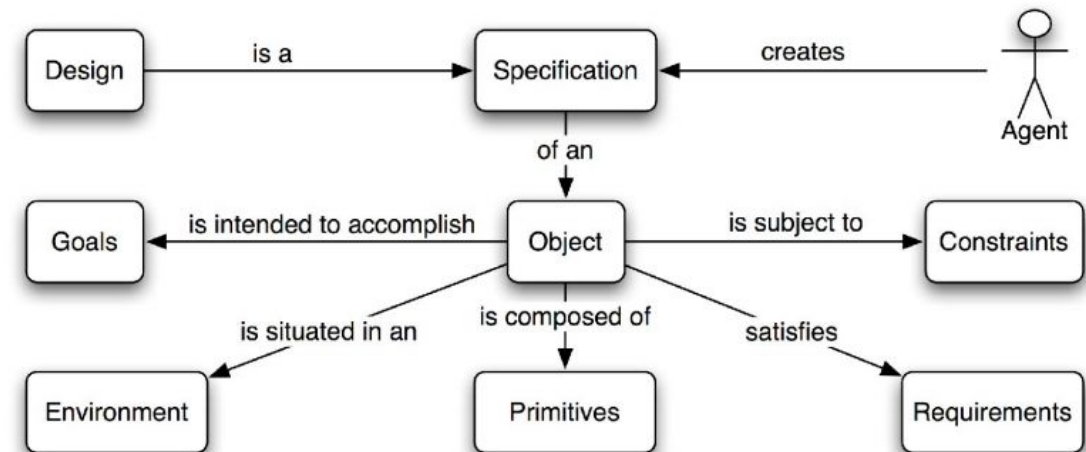 Design
is a
Specification
creates
Agent
of an
Goals
is intended to accomplish
Object
is subject to
Constraints
is situated in an
is composed of
satisfies
Environment
Primitives
Requirements